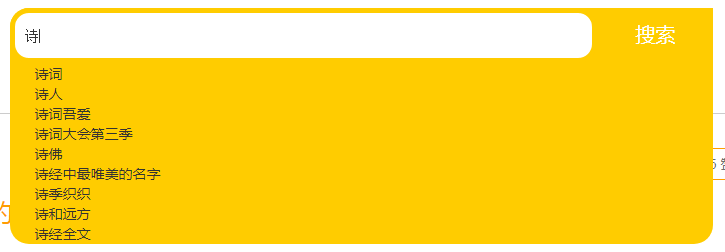 诗
搜索
诗词
诗人
诗词吾爱
诗词大会第三季
诗佛
诗经中最唯美的名字
诗季织织
诗和远方
诗经全文
的